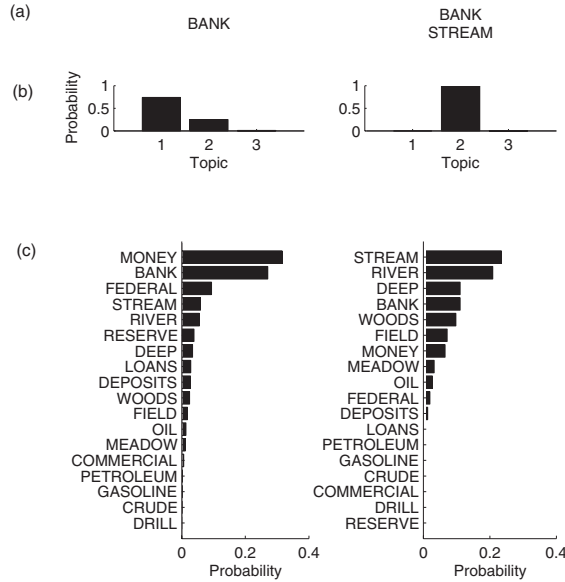 (a)
BANK
BANK
STREAM
(b)
Probability
1
0.5
0
1 2 3
Topic
1
0.5
0
1 2 3
Topic
(c)
MONEY
BANK
FEDERAL
STREAM
RIVER
RESERVE
DEEP
LOANS
DEPOSITS
WOODS
FIELD
OIL
MEADOW
COMMERCIAL
PETROLEUM
GASOLINE
CRUDE
DRILL
0 0.2 0.4
Probability
STREAM
RIVER
DEEP
BANK
WOODS
FIELD
MONEY
MEADOW
OIL
FEDERAL
DEPOSITS
LOANS
PETROLEUM
GASOLINE
CRUDE
COMMERCIAL
DRILL
RESERVE
0 0.2 0.4
Probability